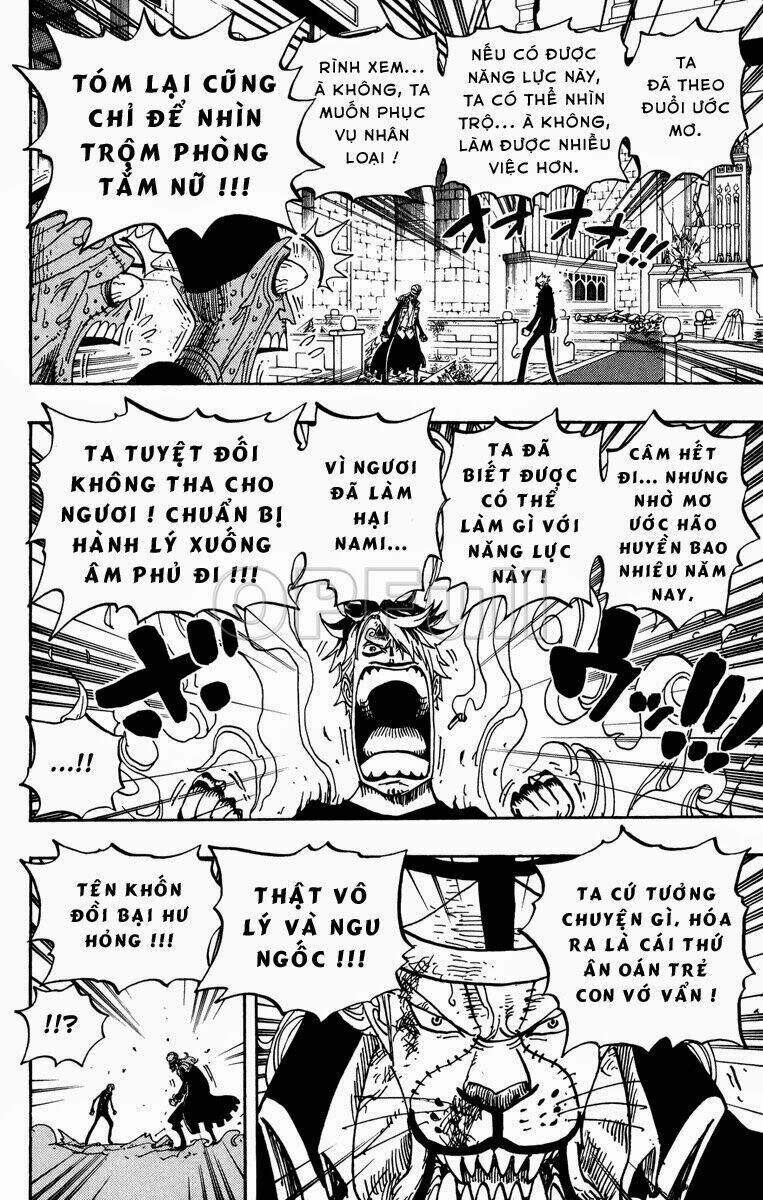 TA
ĐÃ THEO
ĐUỔI ƯỚC
MƠ.
NẾU CÓ ĐƯỢC
NĂNG LỰC NÀY,
TA CÓ THỂ NHÌN
TRỘ... À KHÔNG,
LÀM ĐƯỢC NHIỀU
VIỆC HƠN.
RÌNH XEM...
À KHÔNG, TA
MUỐN PHỤC
VỤ NHÂN
LOẠI !
TÓM LẠI CŨNG
CHỈ ĐỂ NHÌN
TRỘM PHÒNG
TẮM NỮ !!!
オオオオ!!!
CÂM HẾT
ĐI... NHƯNG
NHỜ MƠ
ƯỚC HÃO
HUYỀN BAO
NHIÊU NĂM
NAY,
TA ĐÃ
BIẾT ĐƯỢC
CÓ THỂ
LÀM GÌ VỚI
NĂNG LỰC
NÀY !
VÌ NGƯƠI
ĐÃ LÀM
HẠI
NAMI...
TA TUYỆT ĐỐI
KHÔNG THA CHO
NGƯƠI ! CHUẨN BỊ
HÀNH LÝ XUỐNG
ÂM PHỦ ĐI !!!
OPFull
...!!
TA CỨ TƯỞNG
CHUYỆN GÌ, HÓA
RA LÀ CÁI THỨ
ÂN OÁN TRẺ
CON VỚ VẨN !
THẬT VÔ
LÝ VÀ NGU
NGỐC !!!
TÊN KHỐN
ĐỒI BẠI HƯ
HỎNG !!!
!!?